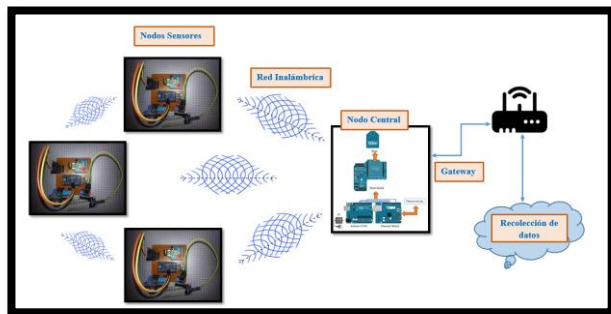 Nodos Sensores
Red Inalámbrica
Nodo Central
Gateway
Recolección de
datos